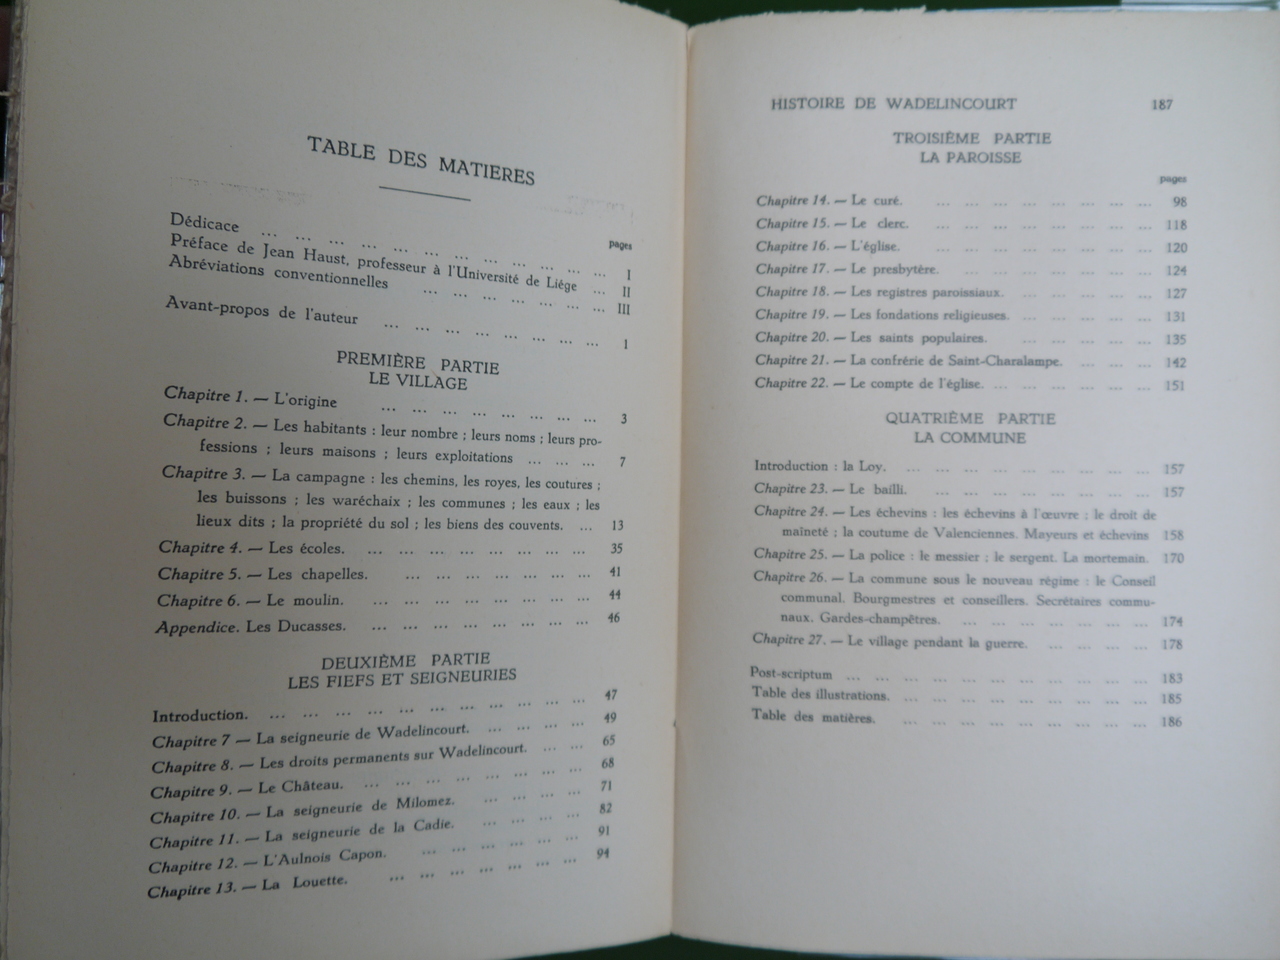 TABLE DES MATIERES
pages
Dédicace ... ... ... ... ... ... ... ... ... ... ... I
Préface de Jean Haust, professeur à l'Université de Liége ... II
Abréviations conventionnelles ... ... ... ... ... ... III
Avant-propos de l'auteur ... ... ... ... ... ... ... 1
PREMIÈRE PARTIE
LE VILLAGE
Chapitre 1. — L'origine ... ... ... ... ... ... ... 3
Chapitre 2. — Les habitants : leur nombre ; leurs noms ; leurs pro-
fessions ; leurs maisons ; leurs exploitations ... ... ... 7
Chapitre 3. — La campagne : les chemins, les royes, les coutures ;
les buissons ; les waréchaix ; les communes ; les eaux ; les
lieux dits ; la propriété du sol ; les biens des couvents. ... 13
Chapitre 4. — Les écoles. ... ... ... ... ... ... ... ... 35
Chapitre 5. — Les chapelles. ... ... ... ... ... ... ... 41
Chapitre 6. — Le moulin. ... ... ... ... ... ... ... ... 44
Appendice. Les Ducasses. ... ... ... ... ... ... ... ... 46
DEUXIÈME PARTIE
LES FIEFS ET SEIGNEURIES
Introduction. ... ... ... ... ... ... ... ... ... ... 47
Chapitre 7 — La seigneurie de Wadelincourt. ... ... ... ... 49
Chapitre 8. — Les droits permanents sur Wadelincourt. ... ... 65
Chapitre 9. — Le Château. ... ... ... ... ... ... ... ... 68
Chapitre 10. — La seigneurie de Milomez. ... ... ... ... 71
Chapitre 11. — La seigneurie de la Cadie. ... ... ... ... 82
Chapitre 12. — L'Aulnois Capon. ... ... ... ... ... ... 91
Chapitre 13. — La Louette. ... ... ... ... ... ... ... 94
HISTOIRE DE WADELINCOURT 187
TROISIÈME PARTIE
LA PAROISSE
pages
Chapitre 14. — Le curé. ... ... ... ... ... ... ... ... 98
Chapitre 15. — Le clerc. ... ... ... ... ... ... ... ... 118
Chapitre 16. — L'église. ... ... ... ... ... ... ... ... 120
Chapitre 17. — Le presbytère. ... ... ... ... ... ... ... 124
Chapitre 18. — Les registres paroissiaux. ... ... ... ... ... 127
Chapitre 19. — Les fondations religieuses. ... ... ... ... ... 131
Chapitre 20. — Les saints populaires. ... ... ... ... ... 135
Chapitre 21. — La confrérie de Saint-Charalampe. ... ... ... 142
Chapitre 22. — Le compte de l'église. ... ... ... ... ... ... 151
QUATRIÈME PARTIE
LA COMMUNE
Introduction : la Loy. ... ... ... ... ... ... ... ... ... 157
Chapitre 23. — Le bailli. ... ... ... ... ... ... ... ... 157
Chapitre 24. — Les échevins : les échevins à l'œuvre ; le droit de
maîneté ; la coutume de Valenciennes. Mayeurs et échevins 158
Chapitre 25. — La police : le messier ; le sergent. La mortemain. 170
Chapitre 26. — La commune sous le nouveau régime : le Conseil
communal. Bourgmestres et conseillers. Secrétaires commu-
naux. Gardes-champêtres. ... ... ... ... ... ... ... 174
Chapitre 27. — Le village pendant la guerre. ... ... ... ... 178
Post-scriptum ... ... ... ... ... ... ... ... ... ... ... 183
Table des illustrations. ... ... ... ... ... ... ... ... ... 185
Table des matières. ... ... ... ... ... ... ... ... ... 186